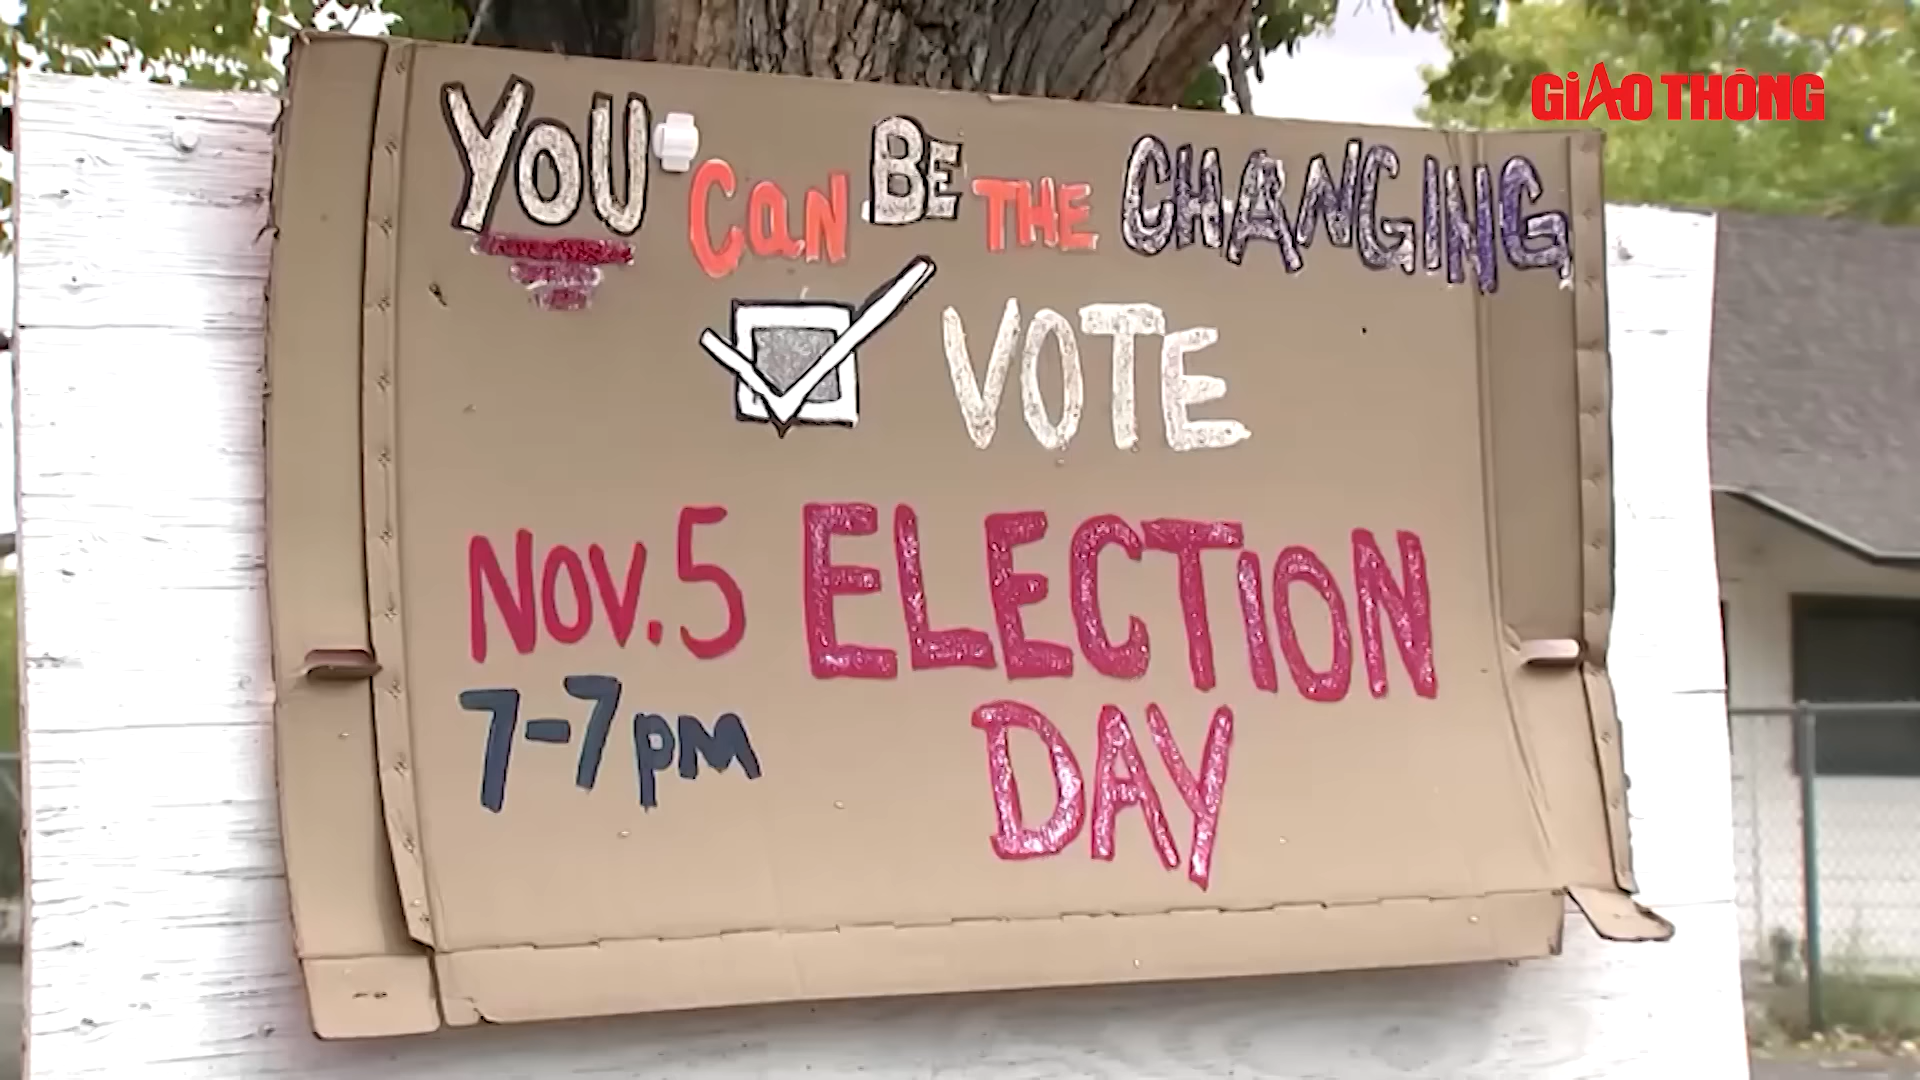 GIAO THÔNG
YOU CAN BE THE CHANGING
VOTE
NOV. 5 ELECTION
7-7pm DAY